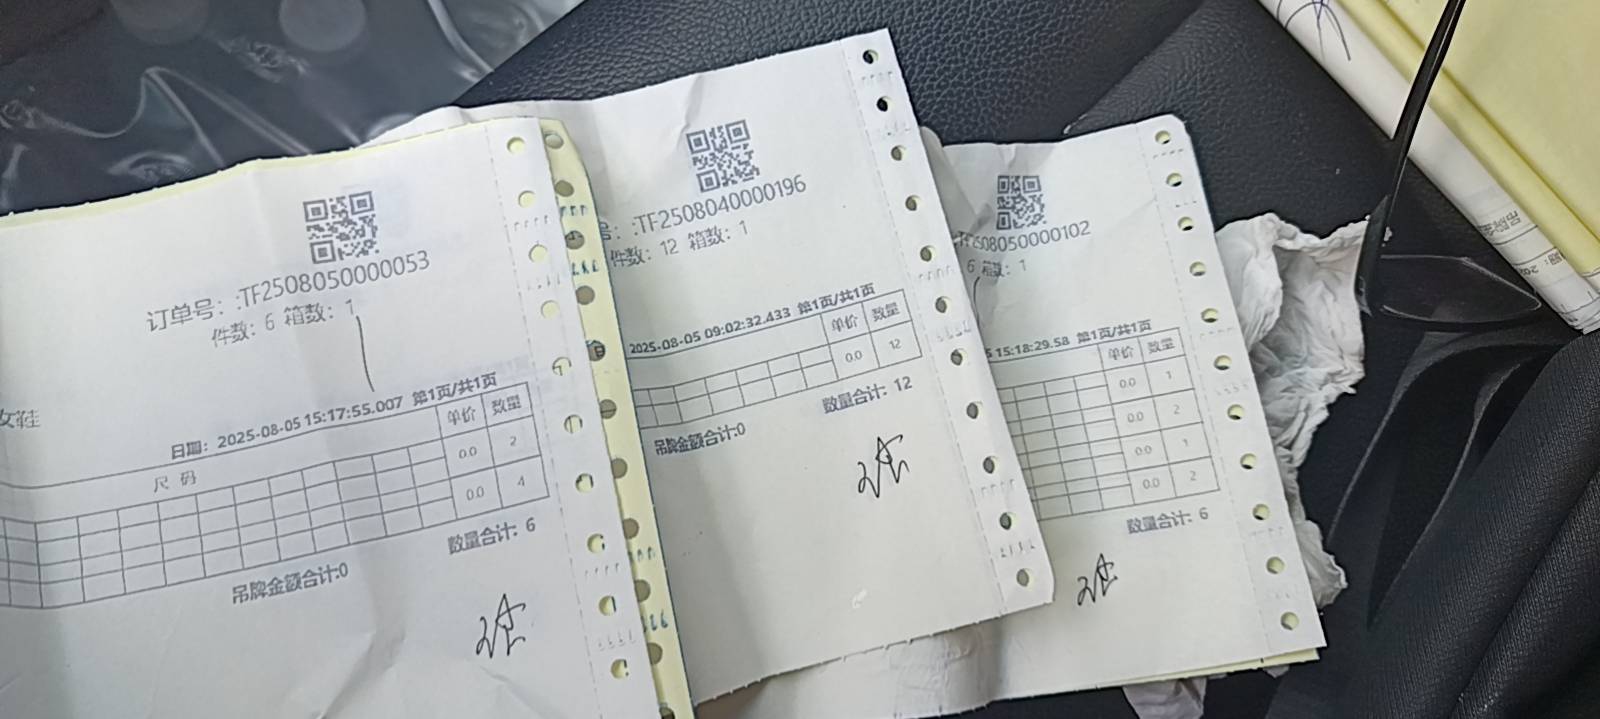 订单号：:TF2508050000053
件数：6 箱数：1
女鞋
日期：2025-08-05 15:17:55.007 第1页/共1页
尺 码 单价 数量
0.0 2
0.0 4
数量合计：6
吊牌金额合计:0
号：:TF2508040000196
件数：12 箱数：1
2025-08-05 09:02:32.433 第1页/共1页
单价 数量
0.0 12
数量合计：12
吊牌金额合计:0
:TF2508050000102
6 箱数：1
5 15:18:29.58 第1页/共1页
单价 数量
0.0 1
0.0 2
0.0 1
0.0 2
数量合计：6